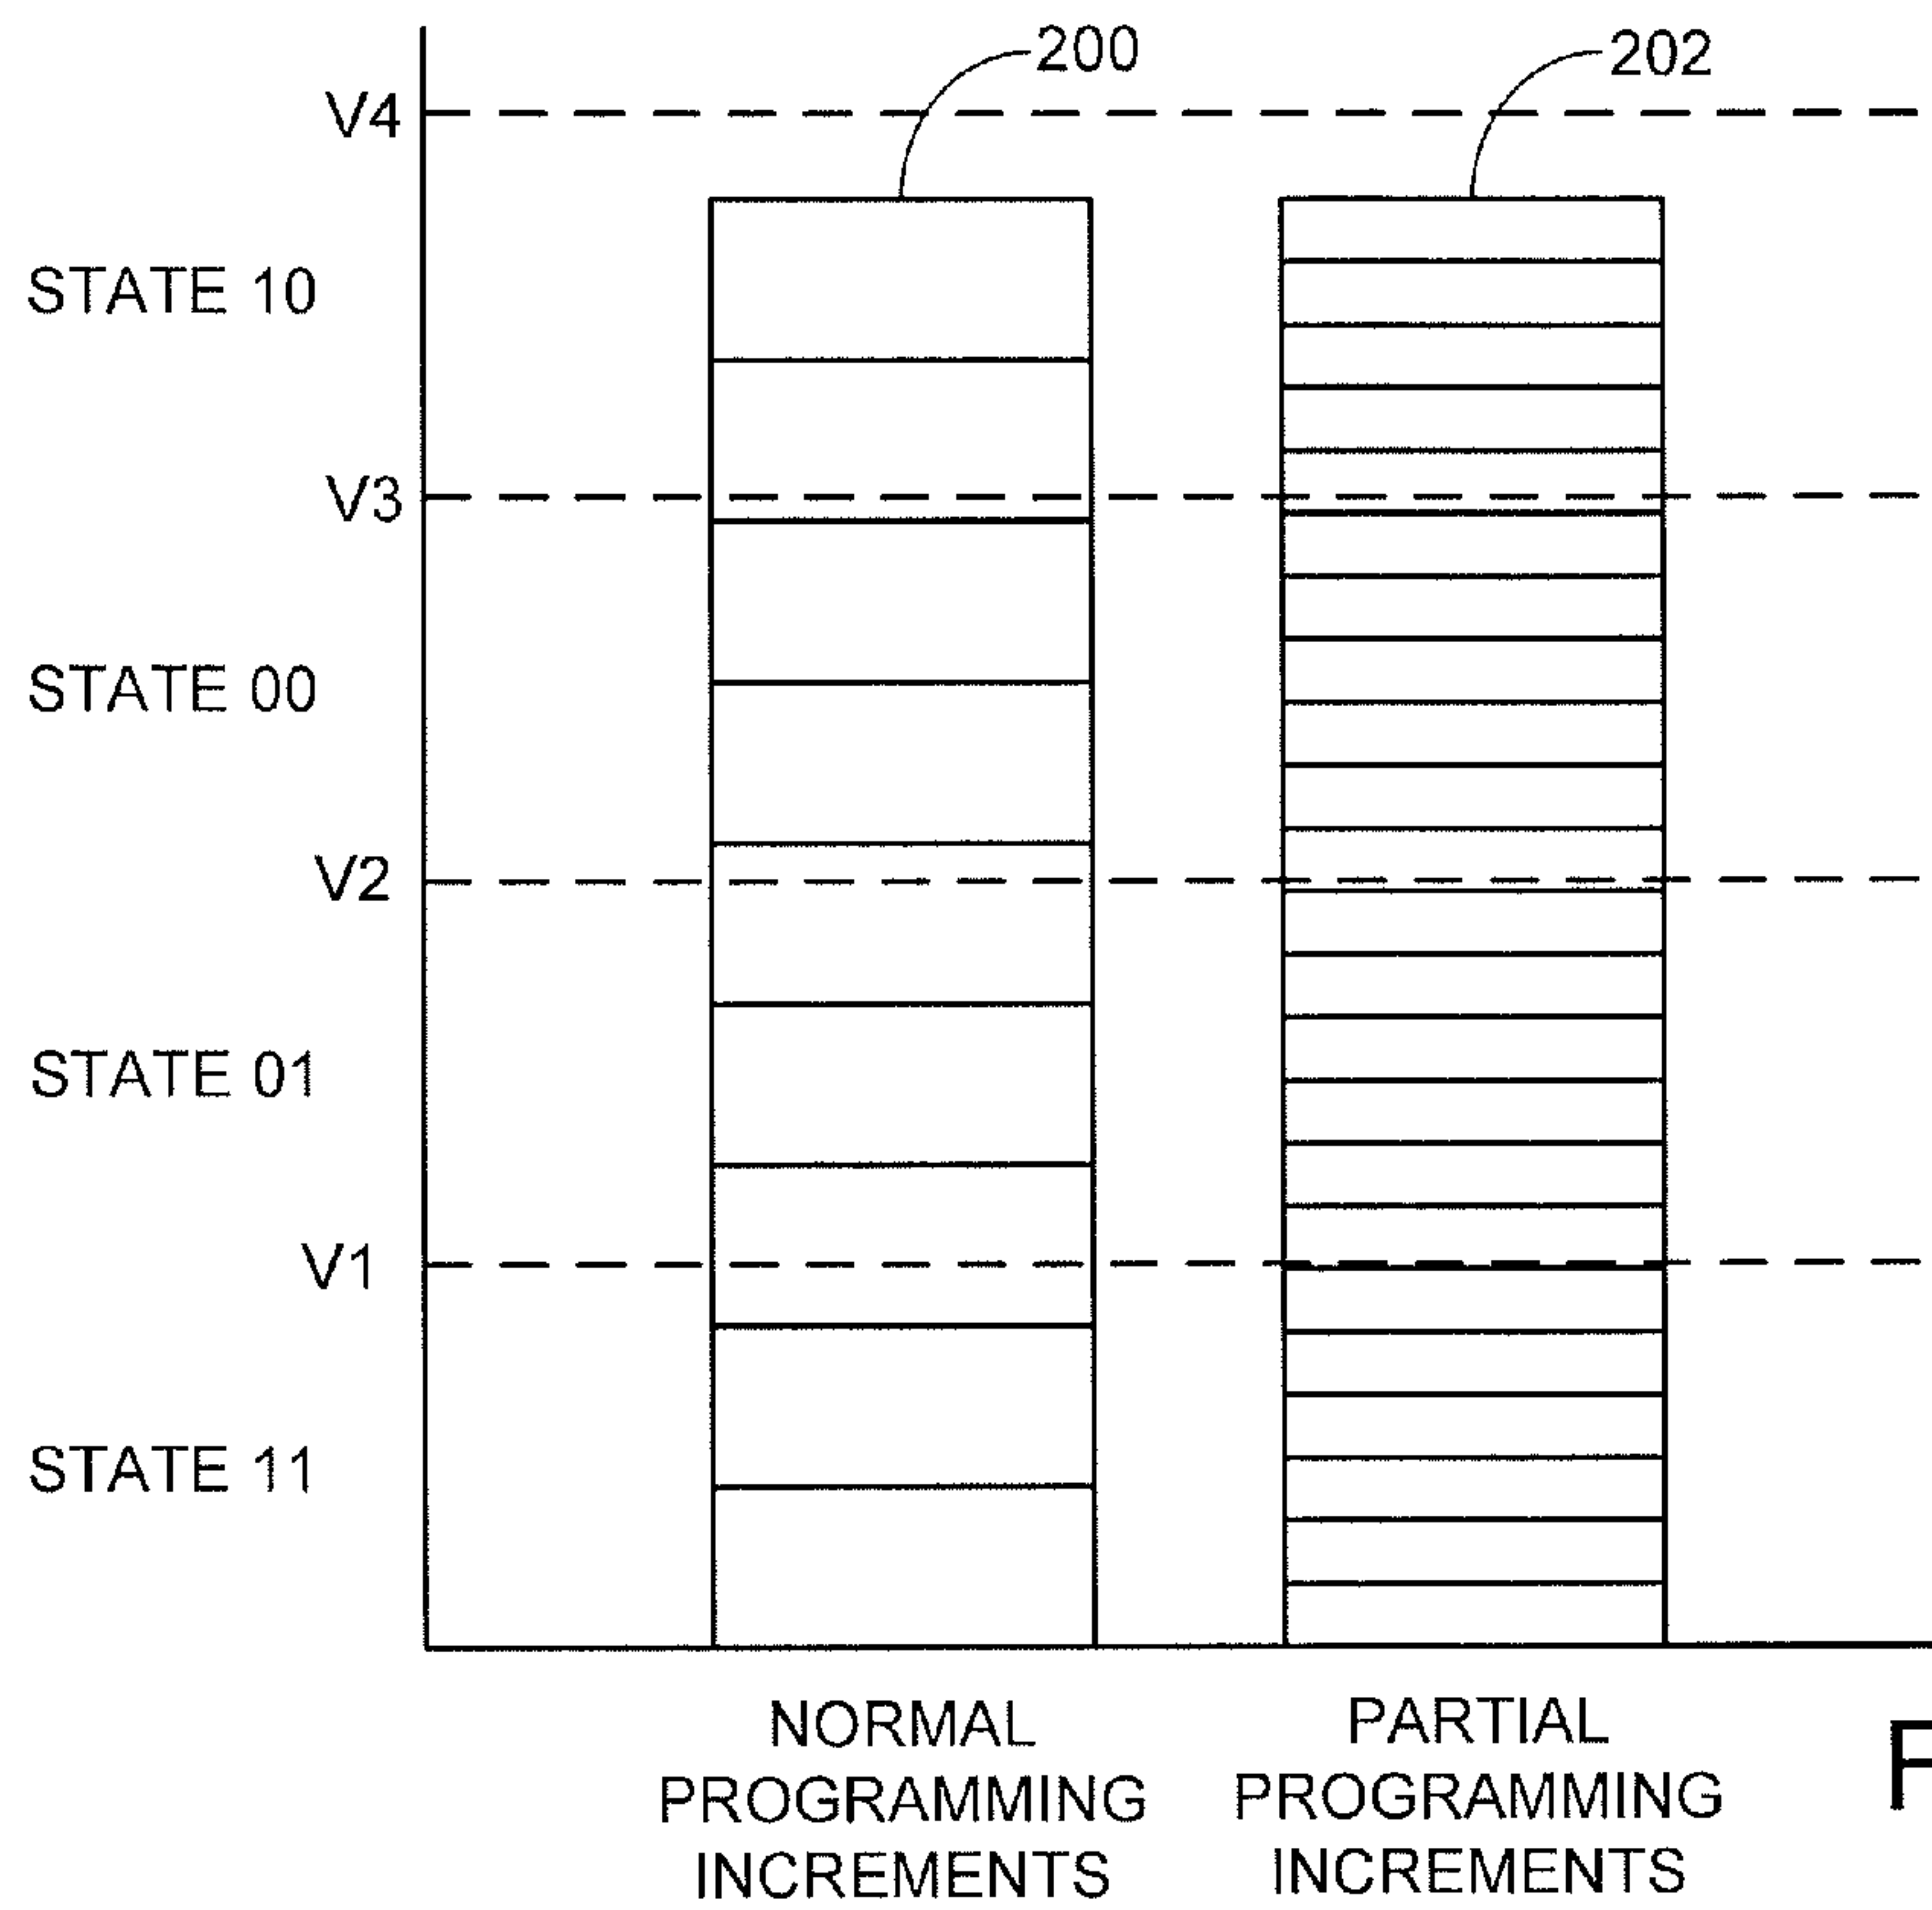 200
202
V4
STATE 10
V3
STATE 00
V2
STATE 01
V1
STATE 11
NORMAL
PROGRAMMING
INCREMENTS
PARTIAL
PROGRAMMING
INCREMENTS
F